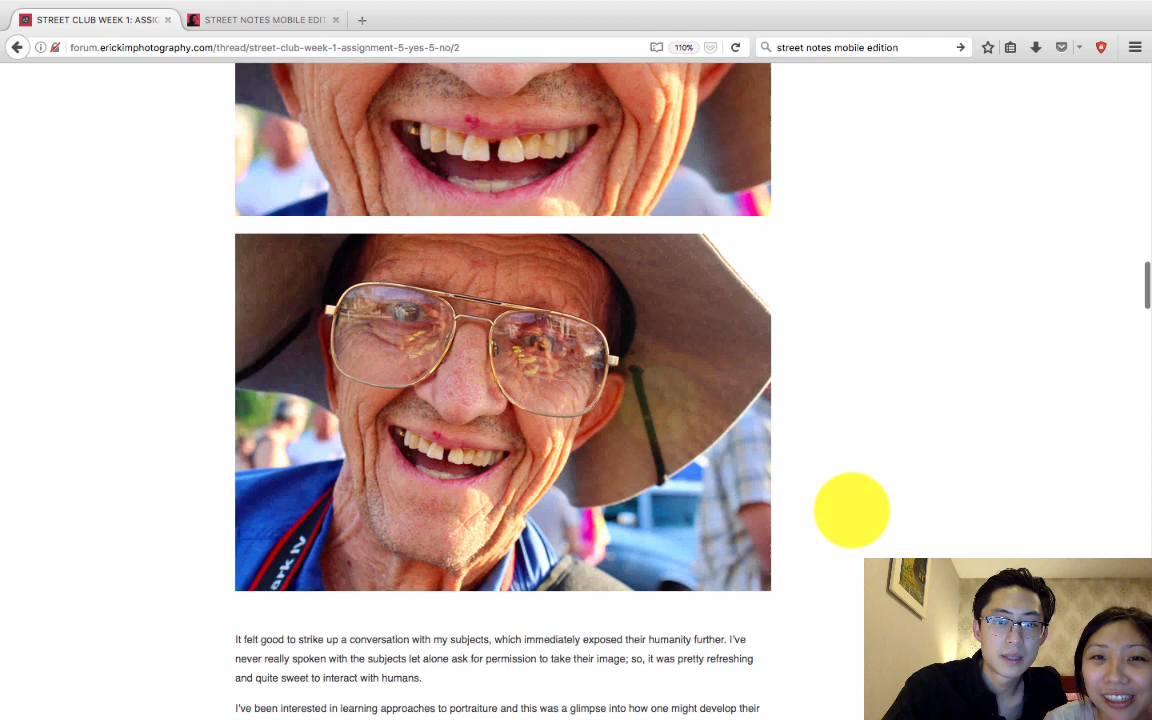 STREET CLUB WEEK 1: ASSIG
STREET NOTES MOBILE EDIT
forum.erickimphotography.com/thread/street-club-week-1-assignment-5-yes-5-no/2
110%
street notes mobile edition
ark IV
It felt good to strike up a conversation with my subjects, which immediately exposed their humanity further. I've
never really spoken with the subjects let alone ask for permission to take their image; so, it was pretty refreshing
and quite sweet to interact with humans.
I've been interested in learning approaches to portraiture and this was a glimpse into how one might develop their